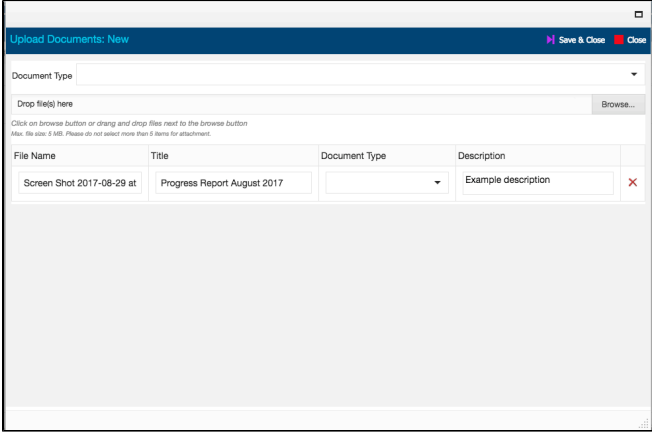 Upload Documents: New
Save & Close
Close
Document Type
Drop file(s) here
Browse...
Click on browse button or drang and drop files next to the browse button
Max. file size: 5 MB. Please do not select more than 5 items for attachment.
File Name
Title
Document Type
Description
Screen Shot 2017-08-29 at
Progress Report August 2017
Example description